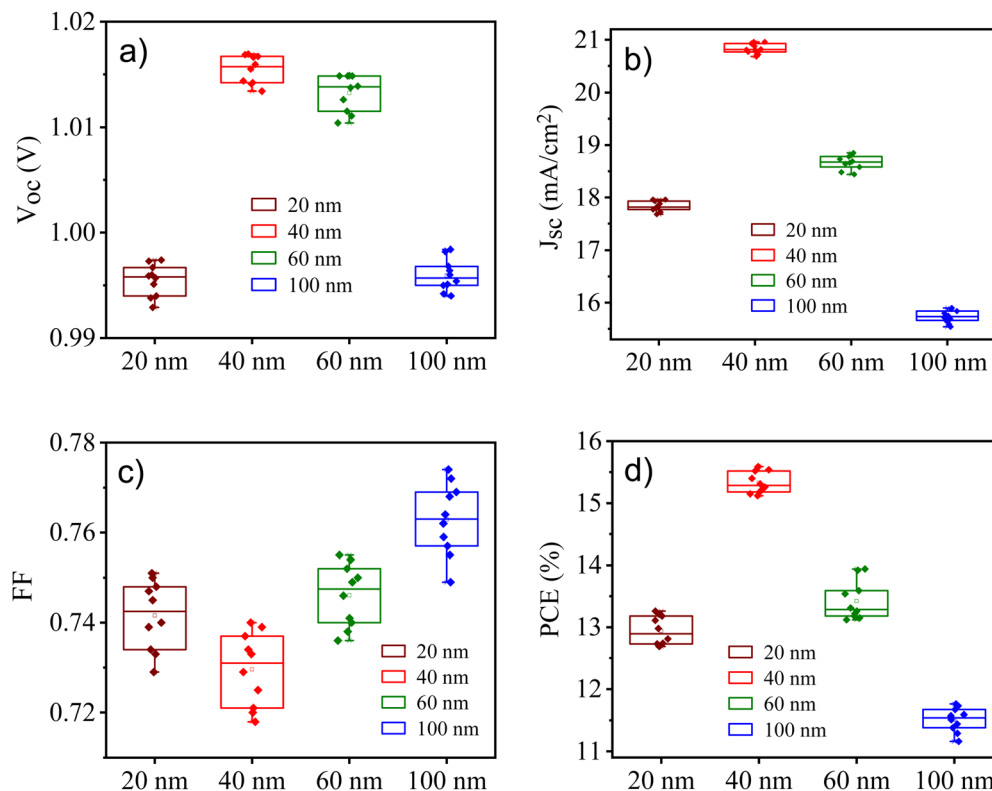 a)
V_OC (V)
1.02
1.01
1.00
0.99
20 nm
40 nm
60 nm
100 nm
20 nm 40 nm 60 nm 100 nm
b)
J_SC (mA/cm²)
21
20
19
18
17
16
20 nm
40 nm
60 nm
100 nm
20 nm 40 nm 60 nm 100 nm
c)
FF
0.78
0.76
0.74
0.72
20 nm
40 nm
60 nm
100 nm
20 nm 40 nm 60 nm 100 nm
d)
PCE (%)
16
15
14
13
12
11
20 nm
40 nm
60 nm
100 nm
20 nm 40 nm 60 nm 100 nm